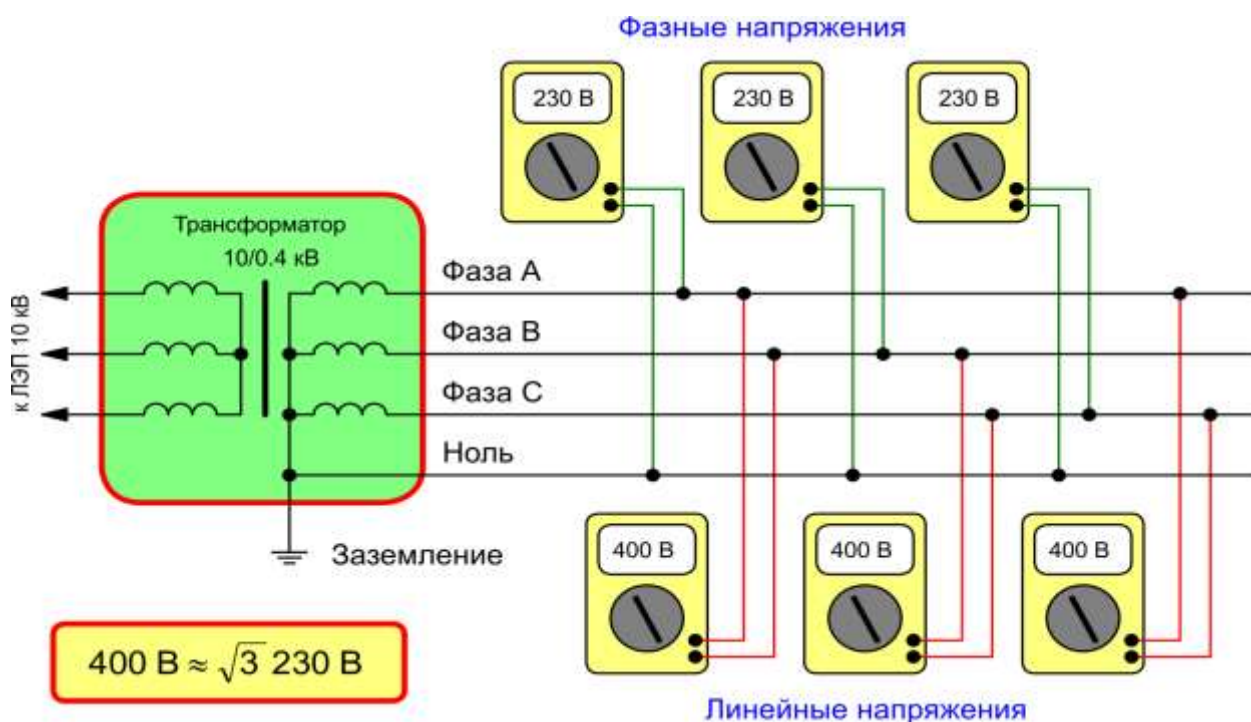 Фазные напряжения
230 В
230 В
230 В
Трансформатор
10/0.4 кВ
к ЛЭП 10 кВ
Фаза A
Фаза B
Фаза C
Ноль
Заземление
400 В
400 В
400 В
400 В ≈ √3 230 В
Линейные напряжения